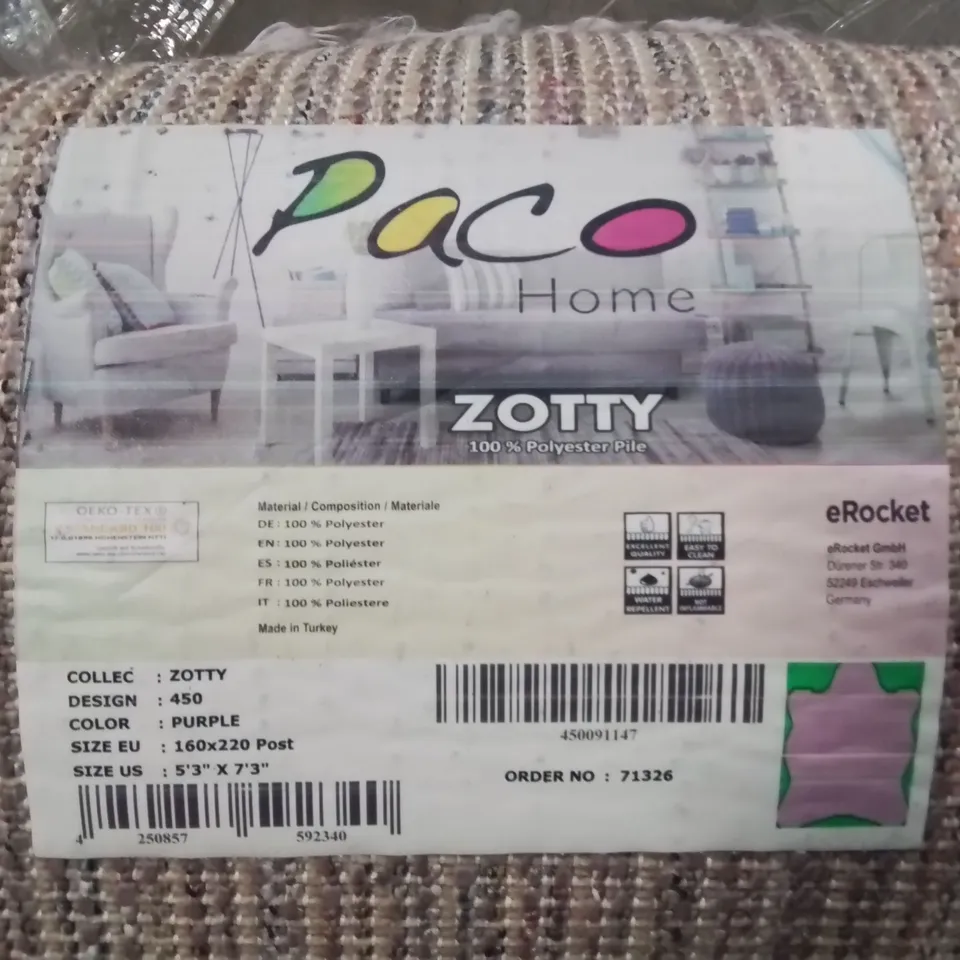 Paco
Home
ZOTTY
100 % Polyester Pile
OEKO-TEX®
Material / Composition / Materiale
DE : 100 % Polyester
EN : 100 % Polyester
ES : 100 % Poliéster
FR : 100 % Polyester
IT : 100 % Poliestere
Made in Turkey
EXCELLENT QUALITY
EASY TO CLEAN
WATER REPELLENT
NOT
eRocket
eRocket GmbH
Dürener Str. 340
52249 Eschweiler
Germany
COLLEC : ZOTTY
DESIGN : 450
COLOR : PURPLE
SIZE EU : 160x220 Post
SIZE US : 5'3" X 7'3"
4 250857 592340
450091147
ORDER NO : 71326